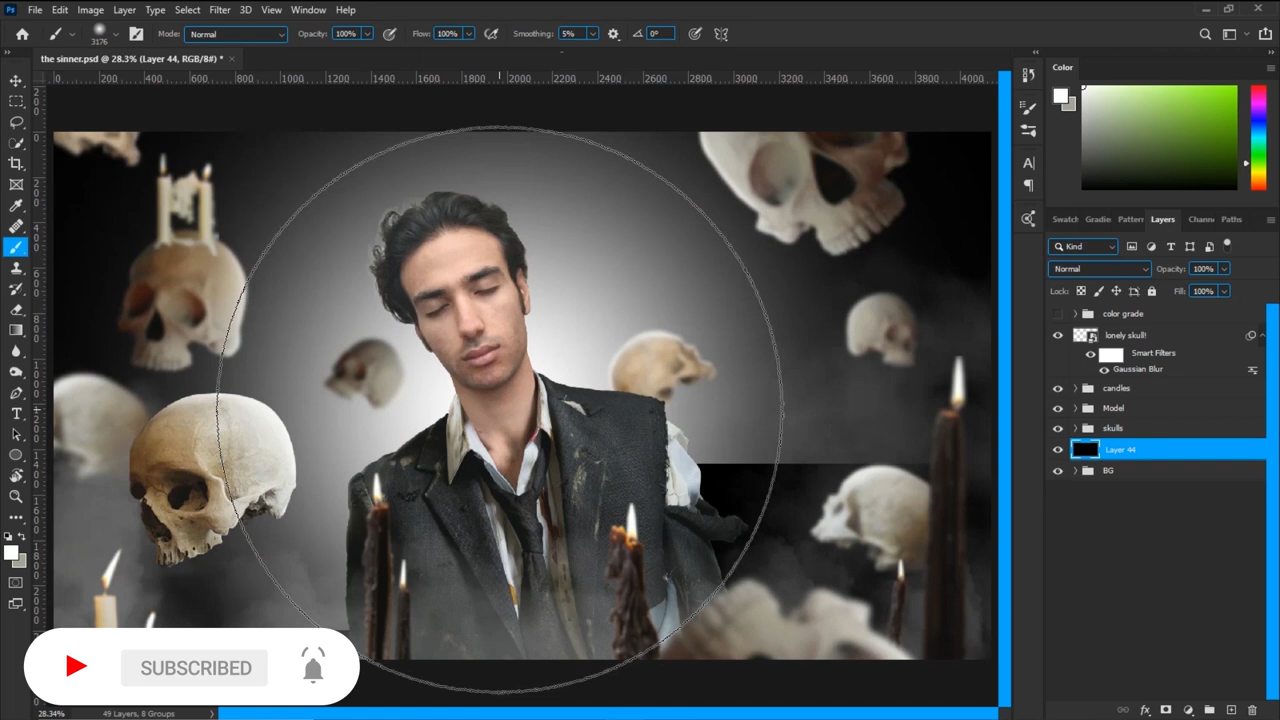 Ps File Edit Image Layer Type Select Filter 3D View Window Help
3176 Mode: Normal Opacity: 100% Flow: 100% Smoothing: 5% 0°
the sinner.psd @ 28.3% (Layer 44, RGB/8#) * ×
0 200 400 600 800 1000 1200 1400 1600 1800 2000 2200 2400 2600 2800 3000 3200 3400 3600 3800 4000
Color
Swatch Gradie Pattern Layers Chann Paths
Kind
Normal Opacity: 100%
Lock: Fill: 100%
color grade
lonely skull!
Smart Filters
Gaussian Blur
candles
Model
skulls
Layer 44
BG
SUBSCRIBED
28.34% 49 Layers, 8 Groups